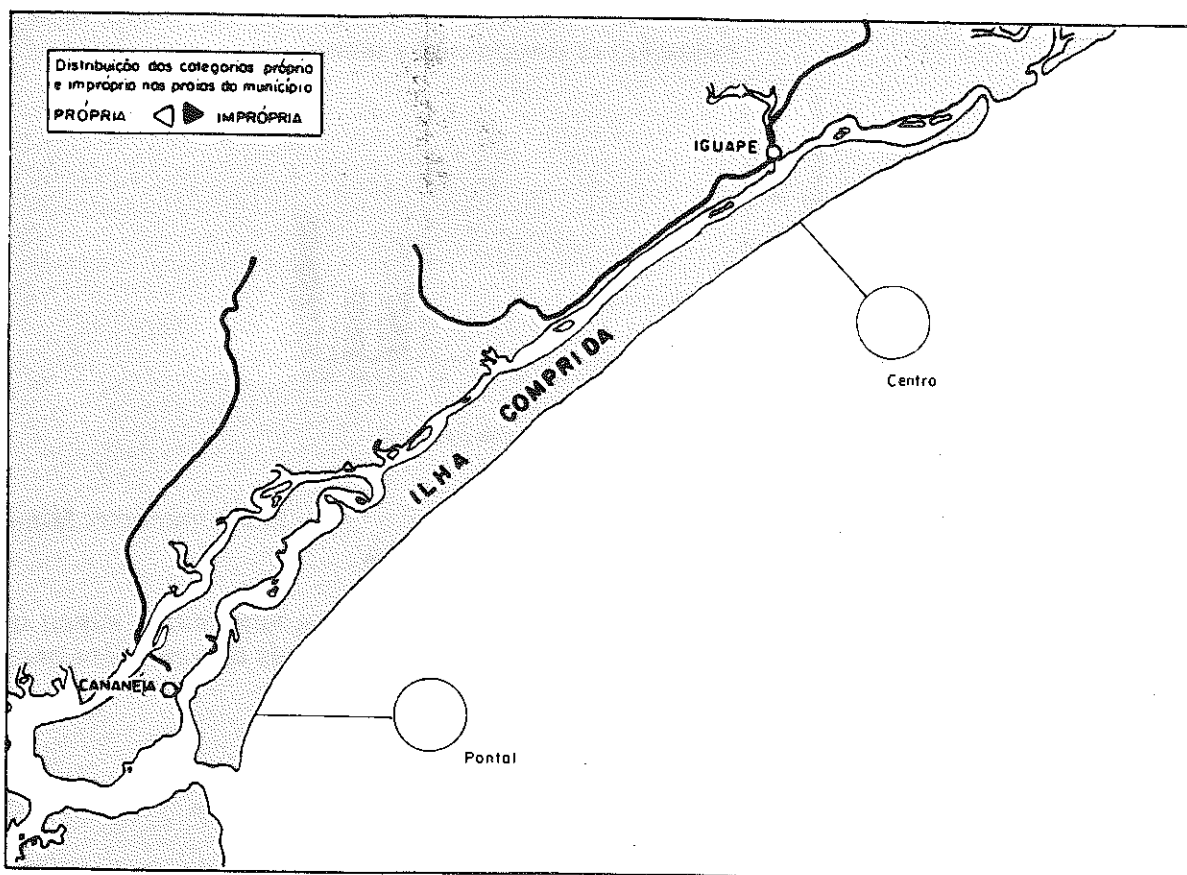 Distribuição das categorias própria
e imprópria nas praias do município
PRÓPRIA IMPRÓPRIA
IGUAPE
Centro
ILHA COMPRIDA
CANANÉIA
Pontal